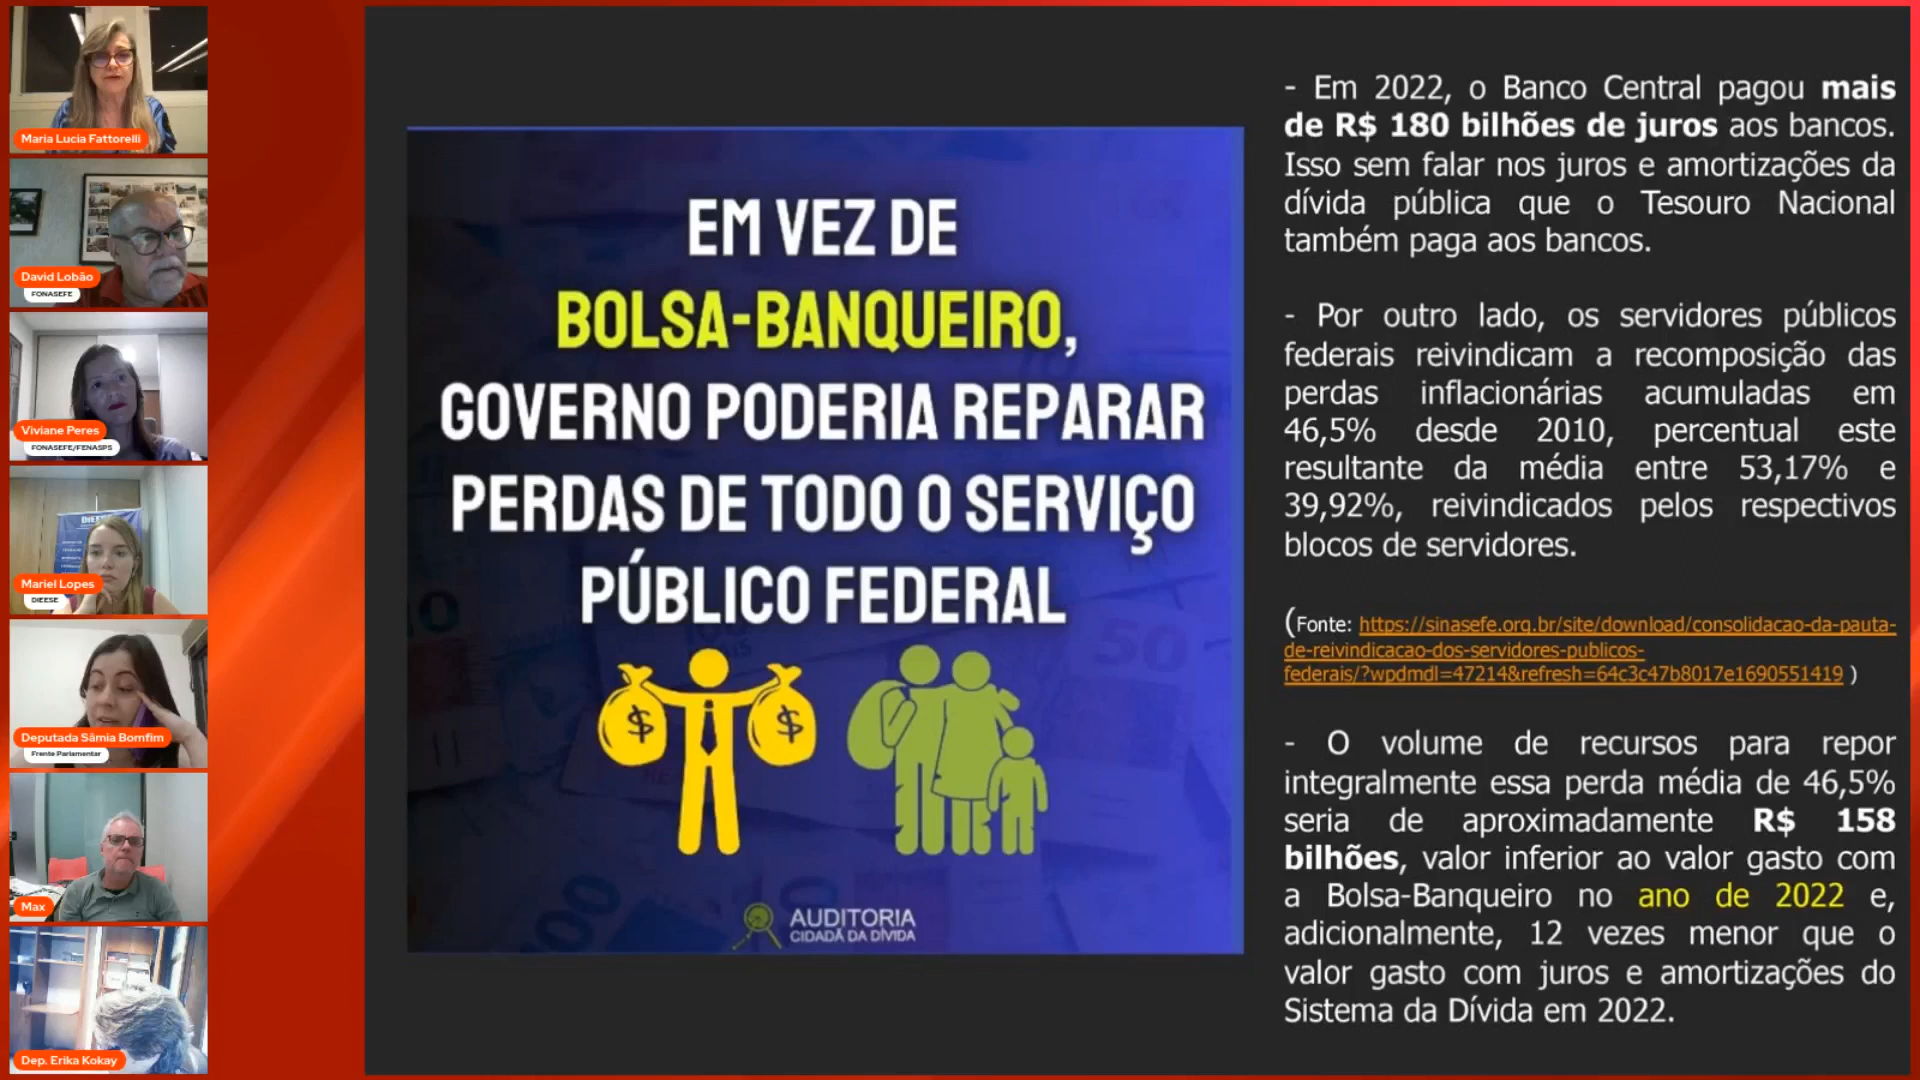 Maria Lucia Fattorelli
David Lobão
FONASEFE
Viviane Peres
FONASEFE/FENASPS
DIEESE
Mariel Lopes
DIEESE
Deputada Sâmia Bomfim
Frente Parlamentar
Max
Dep. Erika Kokay
EM VEZ DE
BOLSA-BANQUEIRO,
GOVERNO PODERIA REPARAR
PERDAS DE TODO O SERVIÇO
PÚBLICO FEDERAL
$ $
AUDITORIA
CIDADÃ DA DÍVIDA
- Em 2022, o Banco Central pagou mais
de R$ 180 bilhões de juros aos bancos.
Isso sem falar nos juros e amortizações da
dívida pública que o Tesouro Nacional
também paga aos bancos.
- Por outro lado, os servidores públicos
federais reivindicam a recomposição das
perdas inflacionárias acumuladas em
46,5% desde 2010, percentual este
resultante da média entre 53,17% e
39,92%, reivindicados pelos respectivos
blocos de servidores.
(Fonte: https://sinasefe.org.br/site/download/consolidacao-da-pauta-
de-reivindicacao-dos-servidores-publicos-
federais/?wpdmdl=47214&refresh=64c3c47b8017e1690551419 )
- O volume de recursos para repor
integralmente essa perda média de 46,5%
seria de aproximadamente R$ 158
bilhões, valor inferior ao valor gasto com
a Bolsa-Banqueiro no ano de 2022 e,
adicionalmente, 12 vezes menor que o
valor gasto com juros e amortizações do
Sistema da Dívida em 2022.